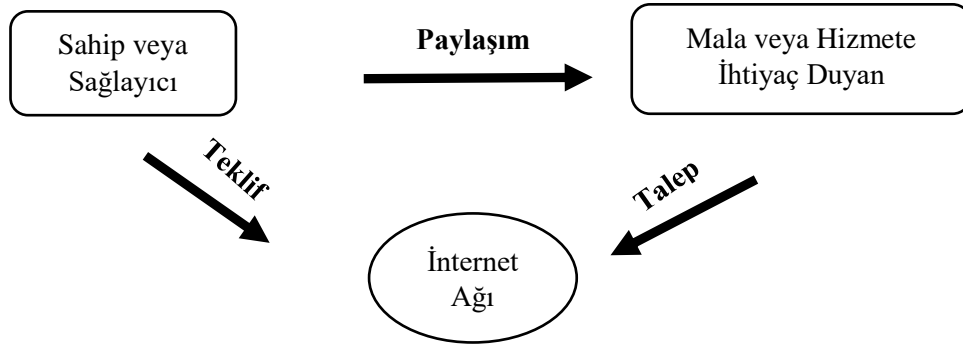 Sahip veya
Sağlayıcı
Paylaşım
Mala veya Hizmete
İhtiyaç Duyan
Teklif
Talep
İnternet
Ağı